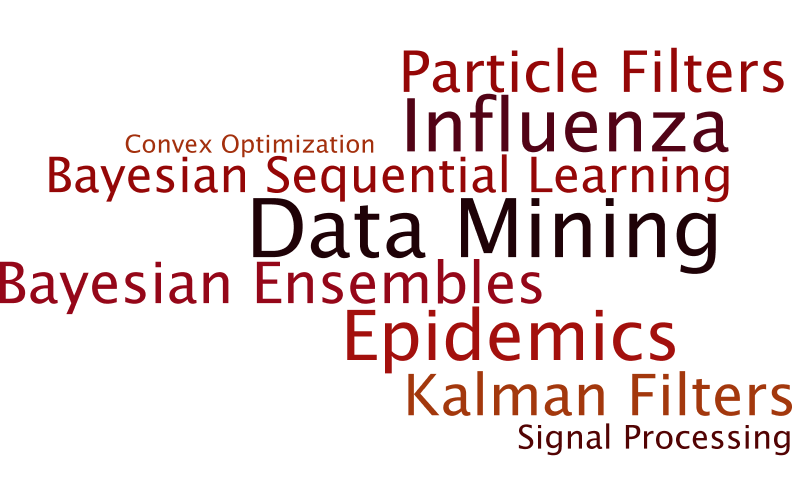 Particle Filters
Influenza
Convex Optimization
Bayesian Sequential Learning
Data Mining
Bayesian Ensembles
Epidemics
Kalman Filters
Signal Processing